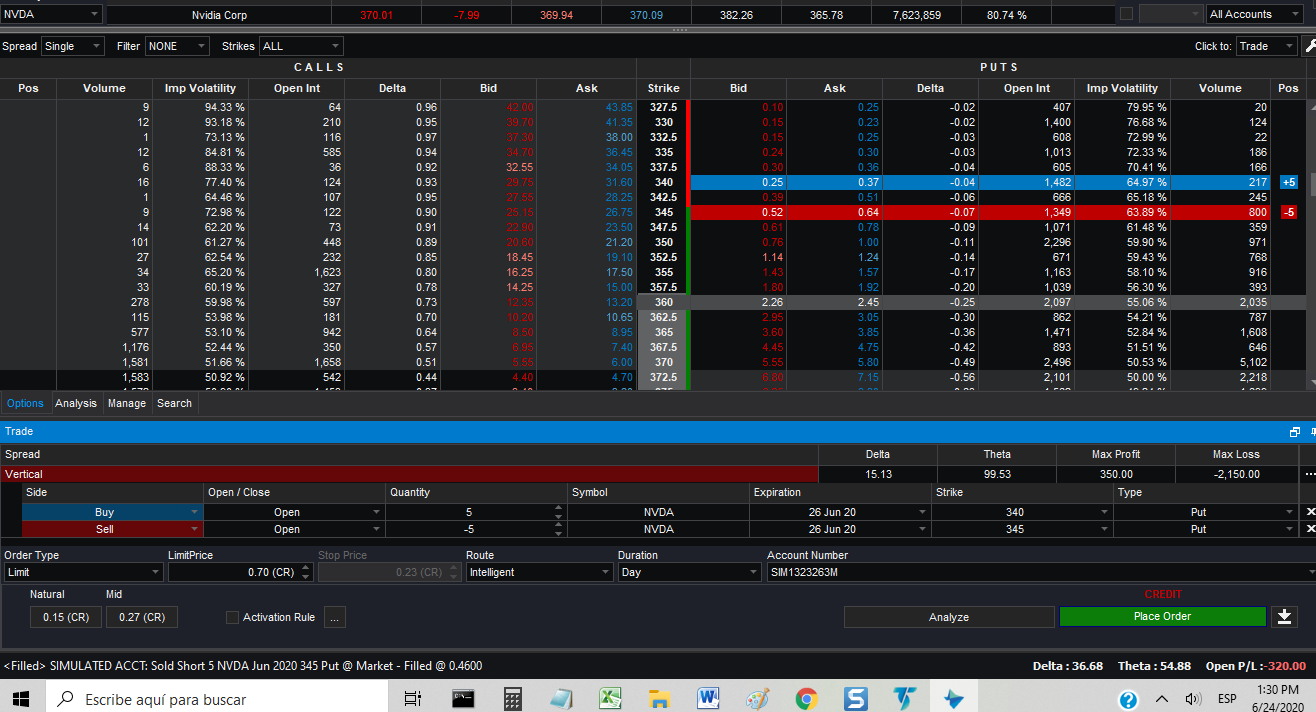 NVDA Nvidia Corp 370.01 -7.99 369.94 370.09 382.26 365.78 7,623,859 80.74 % All Accounts
Spread Single Filter NONE Strikes ALL Click to: Trade
CALLS PUTS
Pos Volume Imp Volatility Open Int Delta Bid Ask Strike Bid Ask Delta Open Int Imp Volatility Volume Pos
9 94.33 % 64 0.96 42.00 43.85 327.5 0.10 0.25 -0.02 407 79.95 % 20
12 93.18 % 210 0.95 39.70 41.35 330 0.15 0.23 -0.02 1,400 76.68 % 124
1 73.13 % 116 0.97 37.30 38.00 332.5 0.15 0.25 -0.03 608 72.99 % 22
12 84.81 % 585 0.94 34.70 36.45 335 0.24 0.30 -0.03 1,013 72.33 % 186
6 88.33 % 36 0.92 32.55 34.05 337.5 0.30 0.36 -0.04 605 70.41 % 166
16 77.40 % 124 0.93 29.75 31.60 340 0.25 0.37 -0.04 1,482 64.97 % 217 +5
1 64.46 % 107 0.95 27.55 28.25 342.5 0.39 0.51 -0.06 666 65.18 % 245
9 72.98 % 122 0.90 25.15 26.75 345 0.52 0.64 -0.07 1,349 63.89 % 800 -5
14 62.20 % 73 0.91 22.90 23.50 347.5 0.61 0.78 -0.09 1,071 61.48 % 359
101 61.27 % 448 0.89 20.60 21.20 350 0.76 1.00 -0.11 2,296 59.90 % 971
27 62.54 % 232 0.85 18.45 19.10 352.5 1.14 1.24 -0.14 671 59.43 % 768
34 65.20 % 1,623 0.80 16.25 17.50 355 1.43 1.57 -0.17 1,163 58.10 % 916
33 60.19 % 327 0.78 14.25 15.00 357.5 1.80 1.92 -0.20 1,039 56.30 % 393
278 59.98 % 597 0.73 12.35 13.20 360 2.26 2.45 -0.25 2,097 55.06 % 2,035
115 53.98 % 181 0.70 10.20 10.65 362.5 2.95 3.05 -0.30 862 54.21 % 787
577 53.10 % 942 0.64 8.50 8.95 365 3.60 3.85 -0.36 1,471 52.84 % 1,608
1,176 52.44 % 350 0.57 6.95 7.40 367.5 4.45 4.75 -0.42 893 51.51 % 646
1,581 51.66 % 1,658 0.51 5.55 6.00 370 5.55 5.80 -0.49 2,496 50.53 % 5,102
1,583 50.92 % 542 0.44 4.40 4.70 372.5 6.80 7.15 -0.56 2,101 50.00 % 2,218
Options Analysis Manage Search
Trade
Spread Delta Theta Max Profit Max Loss
Vertical 15.13 99.53 350.00 -2,150.00 ...
Side Open / Close Quantity Symbol Expiration Strike Type
Buy Open 5 NVDA 26 Jun 20 340 Put
Sell Open -5 NVDA 26 Jun 20 345 Put
Order Type LimitPrice Stop Price Route Duration Account Number
Limit 0.70 (CR) 0.23 (CR) Intelligent Day SIM1323263M
Natural Mid CREDIT
0.15 (CR) 0.27 (CR) Activation Rule ... Analyze Place Order
<Filled> SIMULATED ACCT: Sold Short 5 NVDA Jun 2020 345 Put @ Market - Filled @ 0.4600 Delta : 36.68 Theta : 54.88 Open P/L :-320.00
Escribe aquí para buscar ESP 1:30 PM
6/24/2020